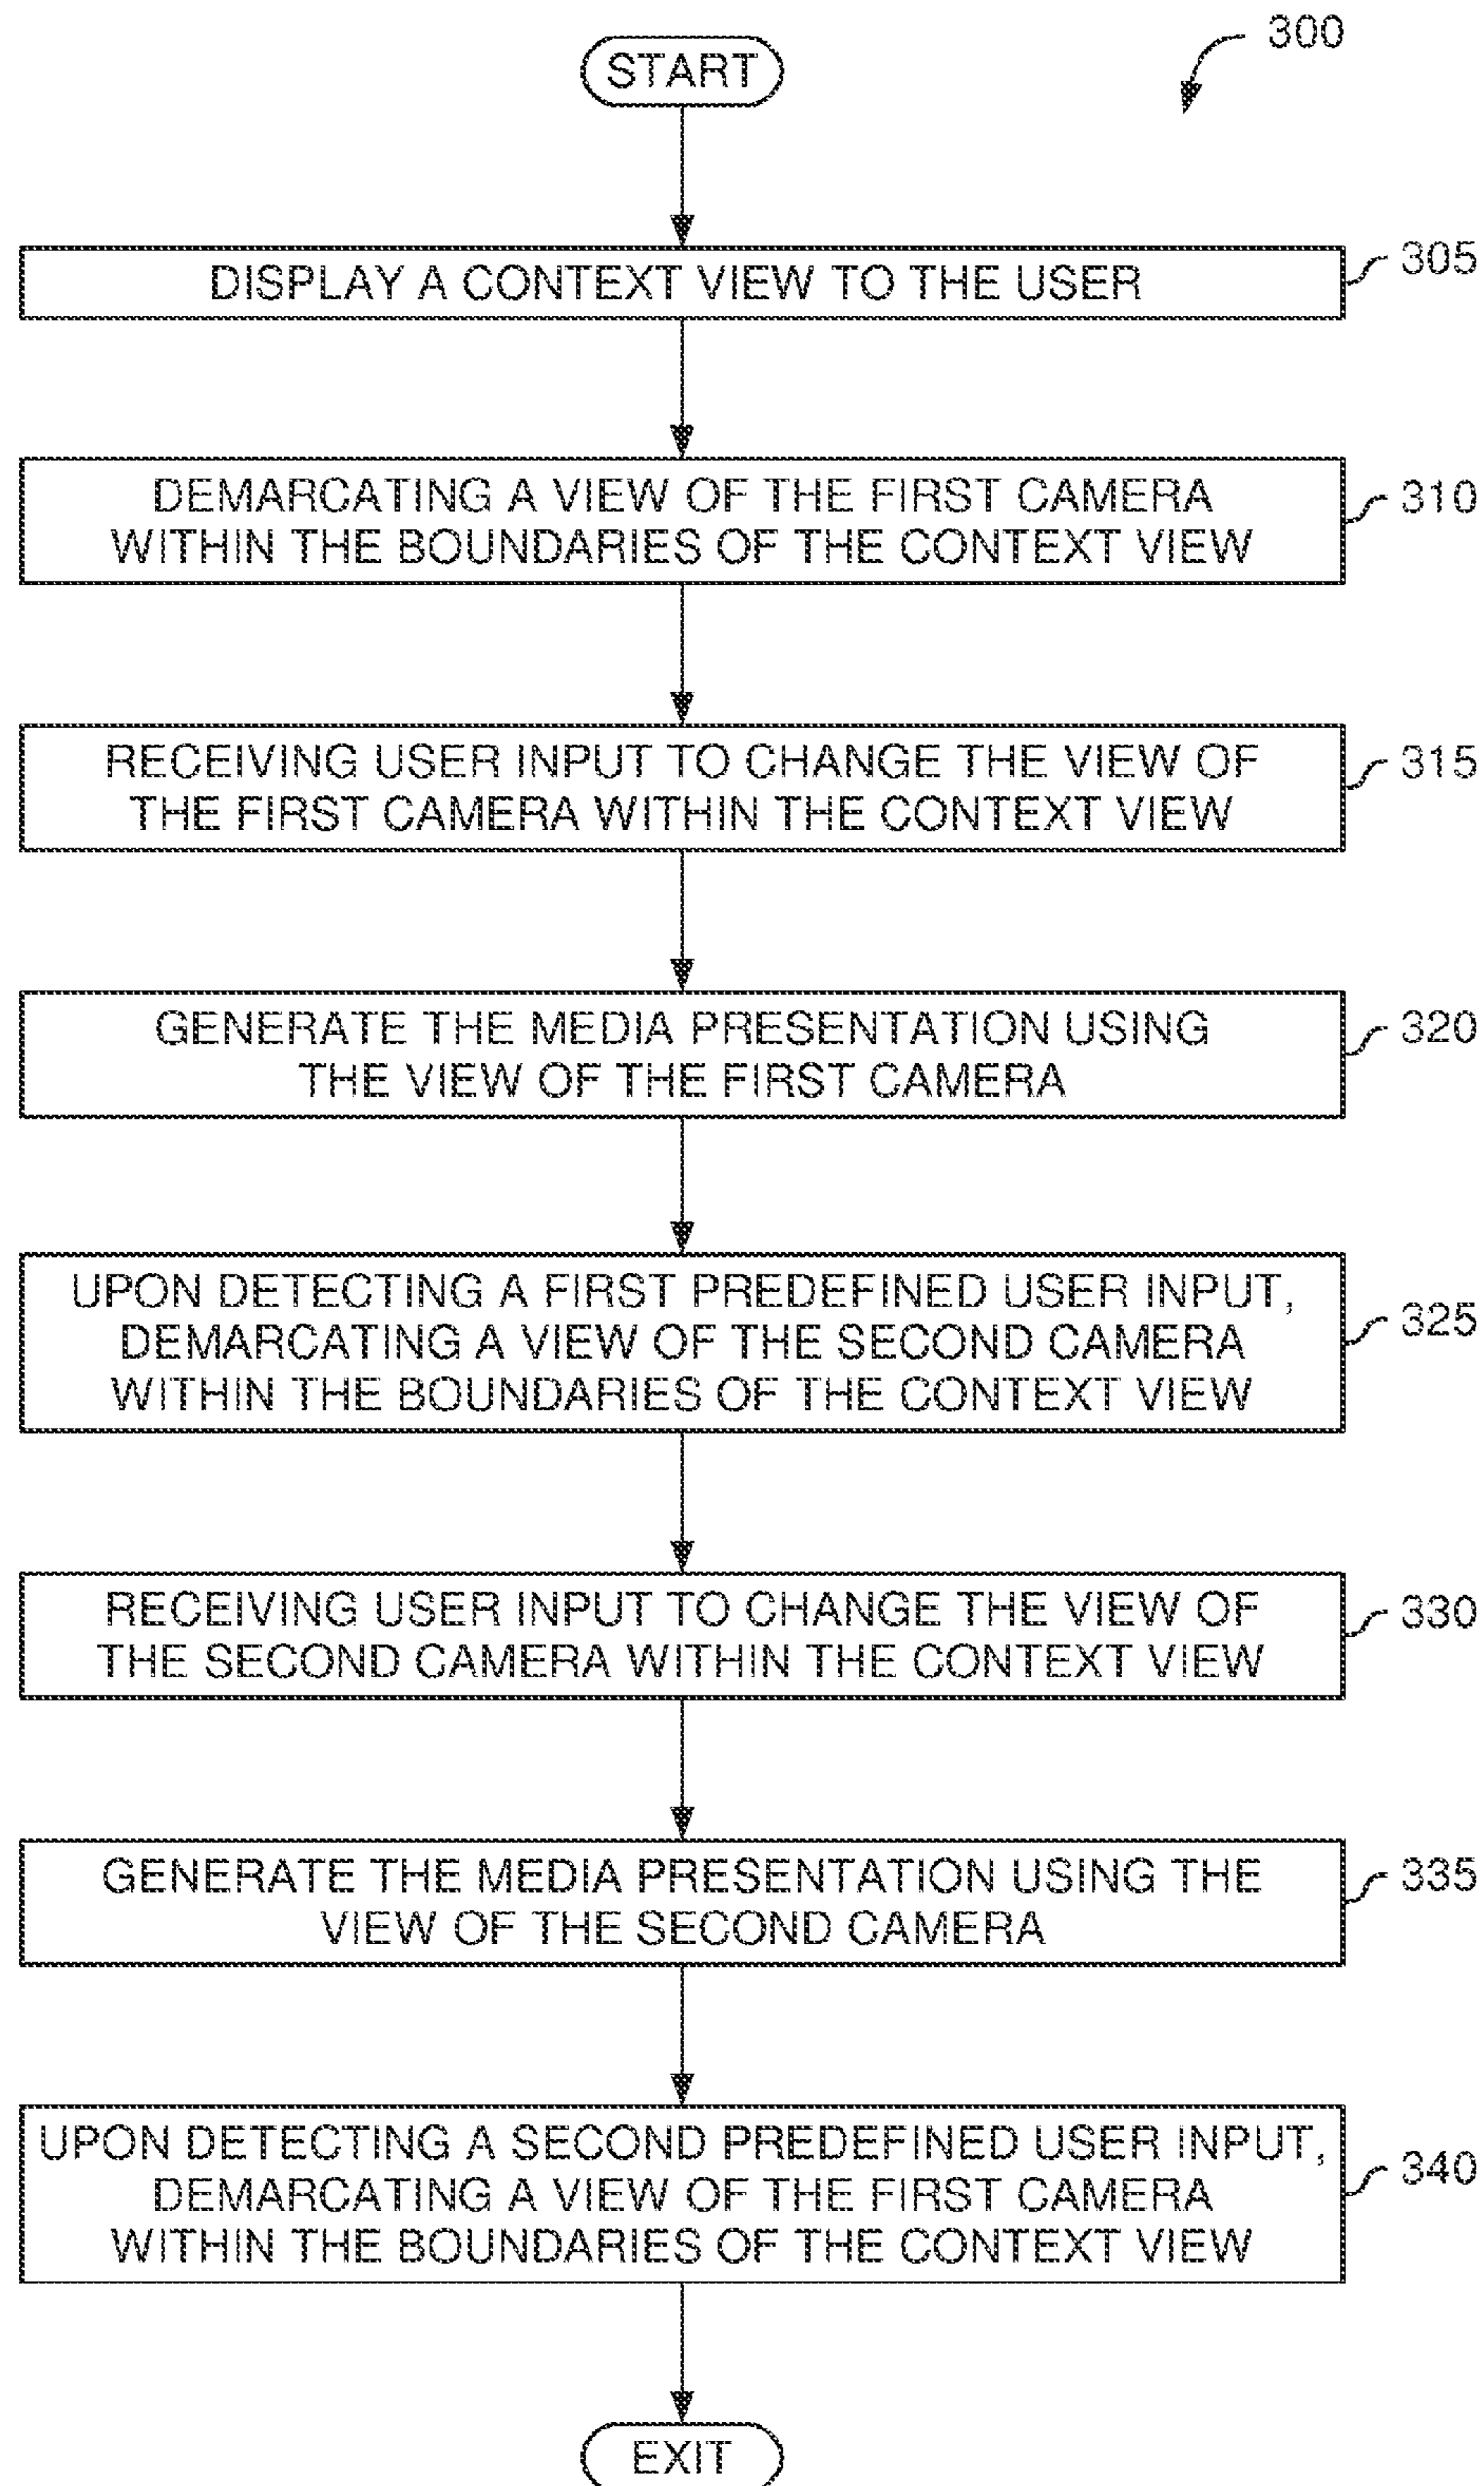 300
START
DISPLAY A CONTEXT VIEW TO THE USER
305
DEMARCATING A VIEW OF THE FIRST CAMERA
WITHIN THE BOUNDARIES OF THE CONTEXT VIEW
310
RECEIVING USER INPUT TO CHANGE THE VIEW OF
THE FIRST CAMERA WITHIN THE CONTEXT VIEW
315
GENERATE THE MEDIA PRESENTATION USING
THE VIEW OF THE FIRST CAMERA
320
UPON DETECTING A FIRST PREDEFINED USER INPUT,
DEMARCATING A VIEW OF THE SECOND CAMERA
WITHIN THE BOUNDARIES OF THE CONTEXT VIEW
325
RECEIVING USER INPUT TO CHANGE THE VIEW OF
THE SECOND CAMERA WITHIN THE CONTEXT VIEW
330
GENERATE THE MEDIA PRESENTATION USING THE
VIEW OF THE SECOND CAMERA
335
UPON DETECTING A SECOND PREDEFINED USER INPUT,
DEMARCATING A VIEW OF THE FIRST CAMERA
WITHIN THE BOUNDARIES OF THE CONTEXT VIEW
340
EXIT